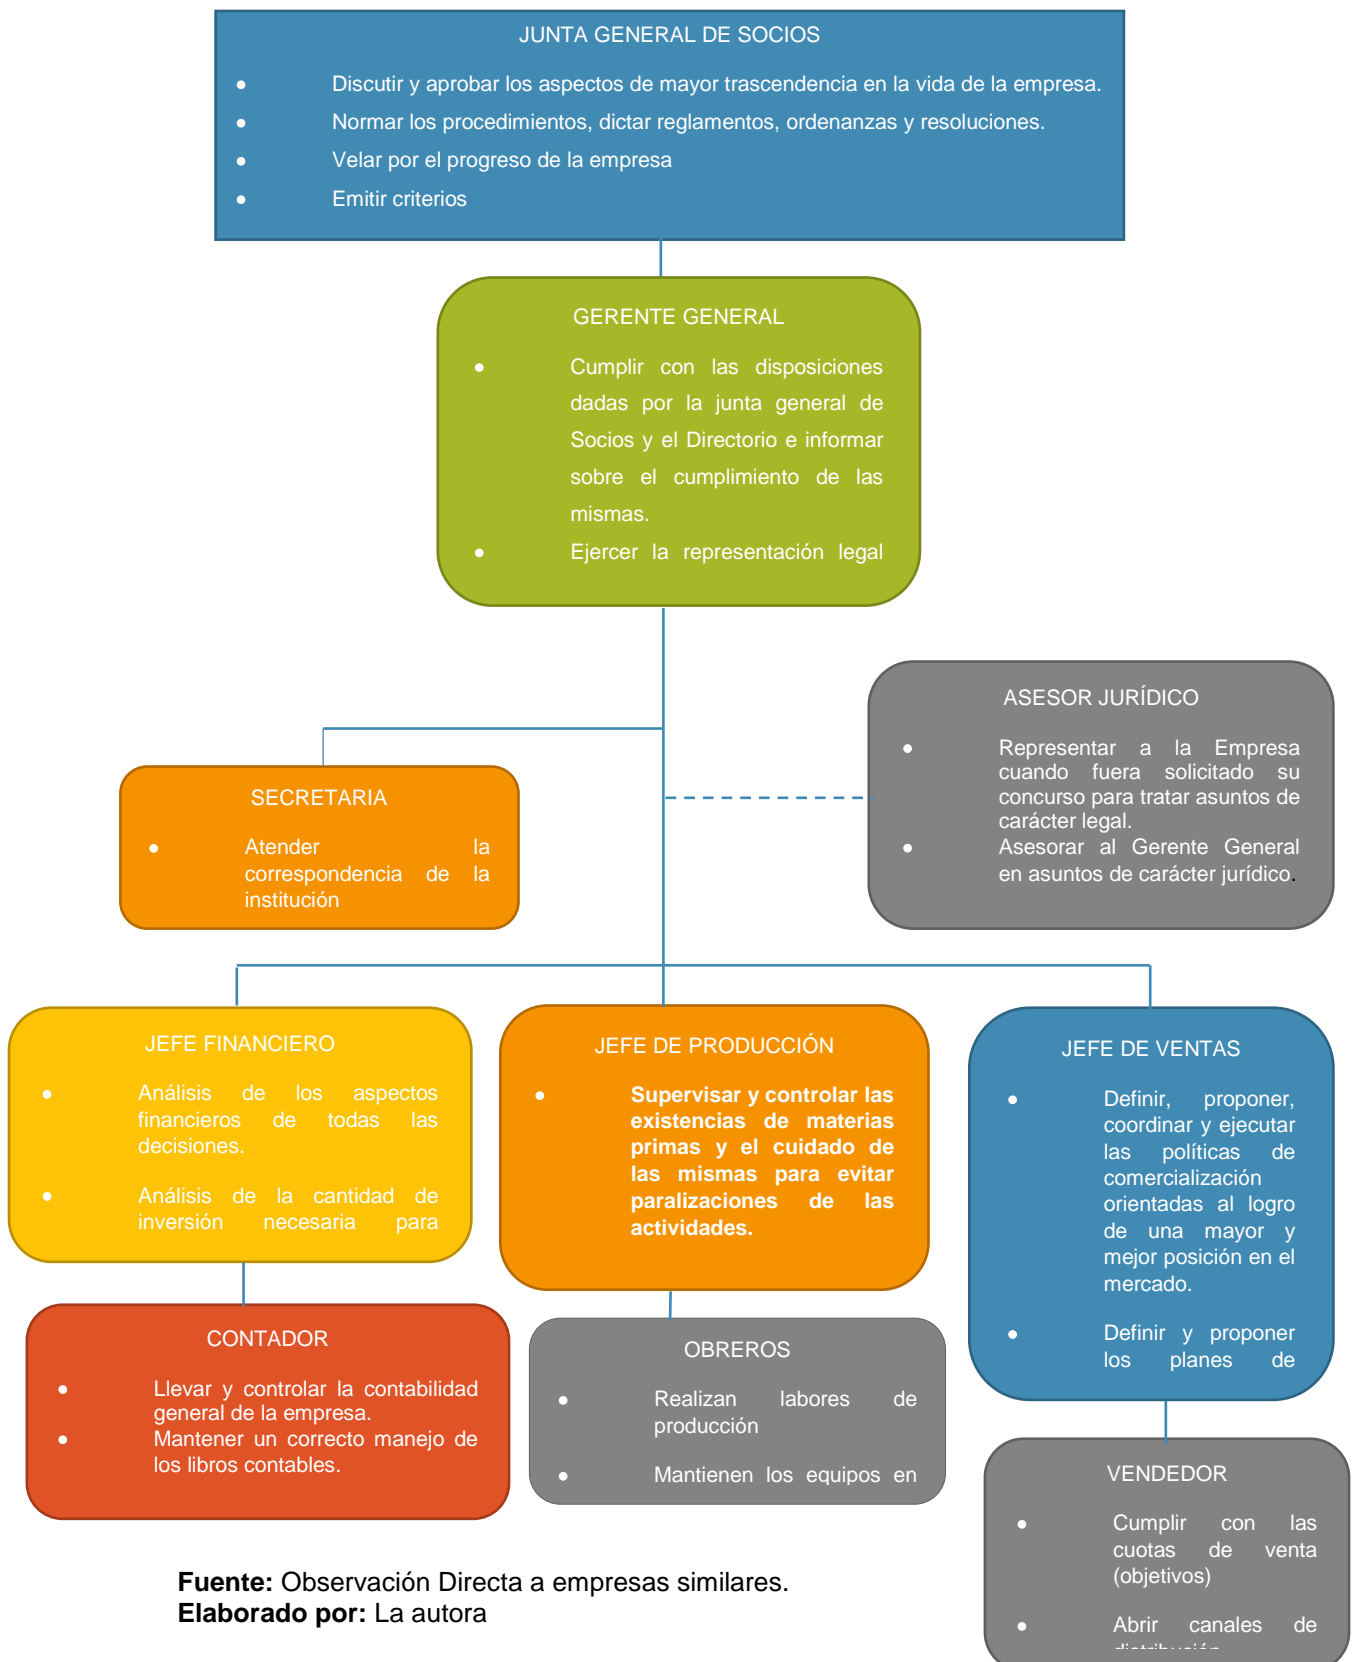 JUNTA GENERAL DE SOCIOS
● Discutir y aprobar los aspectos de mayor trascendencia en la vida de la empresa.
● Normar los procedimientos, dictar reglamentos, ordenanzas y resoluciones.
● Velar por el progreso de la empresa
● Emitir criterios
GERENTE GENERAL
● Cumplir con las disposiciones
dadas por la junta general de
Socios y el Directorio e informar
sobre el cumplimiento de las
mismas.
● Ejercer la representación legal
ASESOR JURÍDICO
● Representar a la Empresa
cuando fuera solicitado su
concurso para tratar asuntos de
carácter legal.
● Asesorar al Gerente General
en asuntos de carácter jurídico.
SECRETARIA
● Atender la
correspondencia de la
institución
JEFE FINANCIERO
● Análisis de los aspectos
financieros de todas las
decisiones.
● Análisis de la cantidad de
inversión necesaria para
JEFE DE PRODUCCIÓN
● Supervisar y controlar las
existencias de materias
primas y el cuidado de
las mismas para evitar
paralizaciones de las
actividades.
JEFE DE VENTAS
● Definir, proponer,
coordinar y ejecutar
las políticas de
comercialización
orientadas al logro
de una mayor y
mejor posición en el
mercado.
● Definir y proponer
los planes de
CONTADOR
● Llevar y controlar la contabilidad
general de la empresa.
● Mantener un correcto manejo de
los libros contables.
OBREROS
● Realizan labores de
producción
● Mantienen los equipos en
VENDEDOR
● Cumplir con las
cuotas de venta
(objetivos)
● Abrir canales de
Fuente: Observación Directa a empresas similares.
Elaborado por: La autora